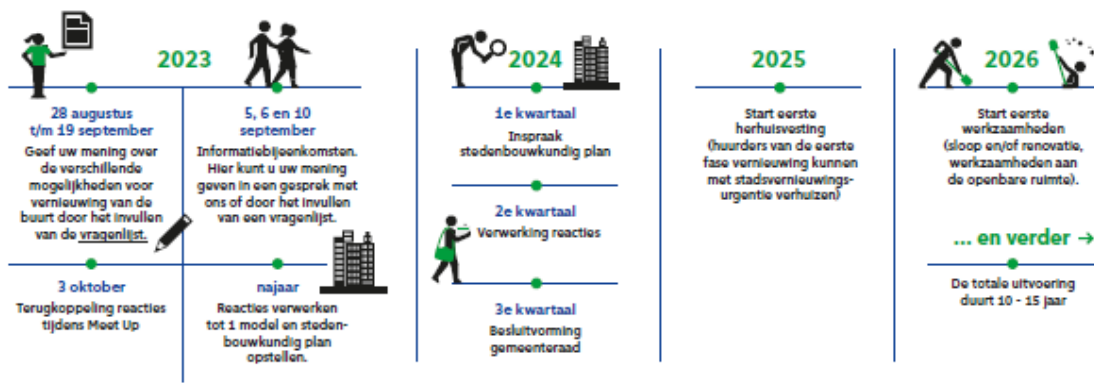 2023
28 augustus
t/m 19 september
Geef uw mening over
de verschillende
mogelijkheden voor
vernieuwing van de
buurt door het invullen
van de vragenlijst.
5, 6 en 10
september
Informatiebijeenkomsten.
Hier kunt u uw mening
geven in een gesprek met
ons of door het invullen
van een vragenlijst.
3 oktober
Terugkoppeling reacties
tijdens Meet Up
najaar
Reacties verwerken
tot 1 model en steden-
bouwkundig plan
opstellen.
2024
1e kwartaal
Inspraak
stedenbouwkundig plan
2e kwartaal
Verwerking reacties
3e kwartaal
Besluitvorming
gemeenteraad
2025
Start eerste
herhuisvesting
(huurders van de eerste
fase vernieuwing kunnen
met stadsvernieuwings-
urgentie verhuizen)
2026
Start eerste
werkzaamheden
(sloop en/of renovatie,
werkzaamheden aan
de openbare ruimte).
... en verder →
De totale uitvoering
duurt 10 - 15 jaar